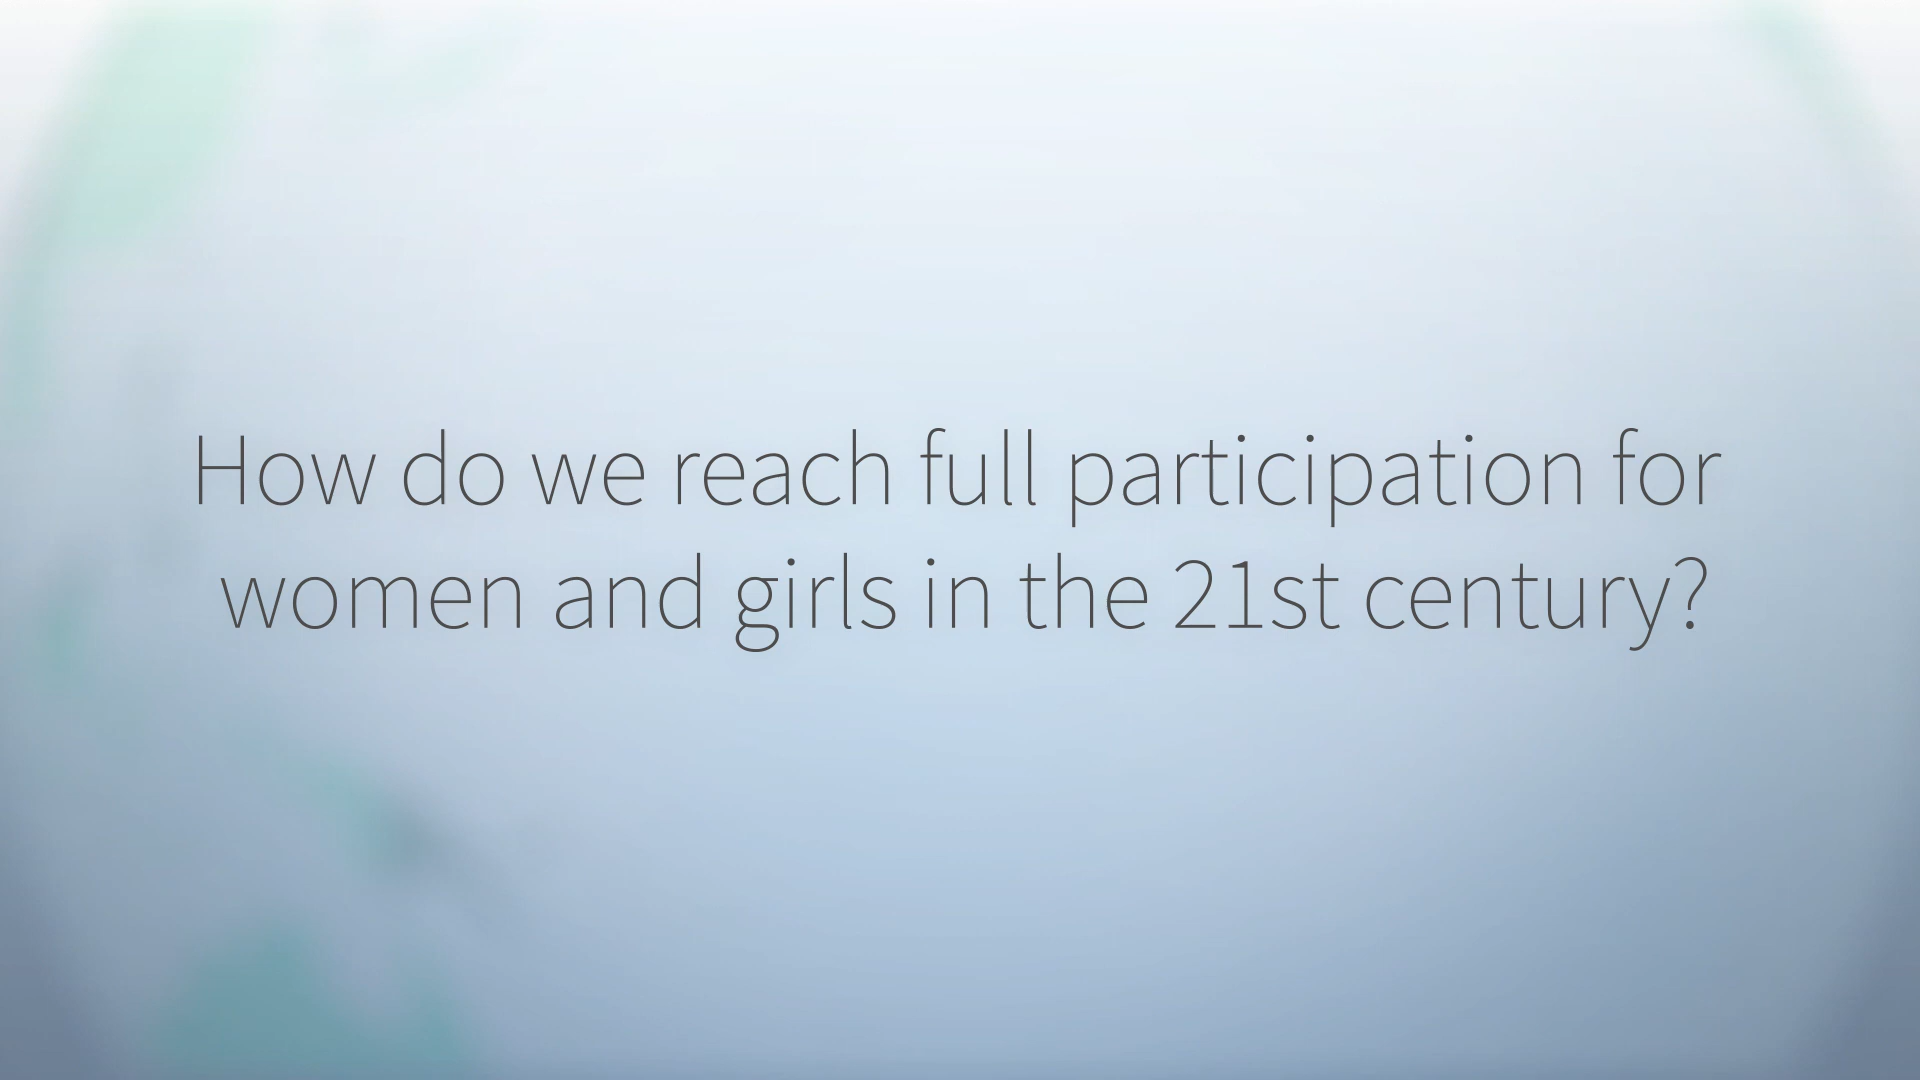 How do we reach full participation for
women and girls in the 21st century?